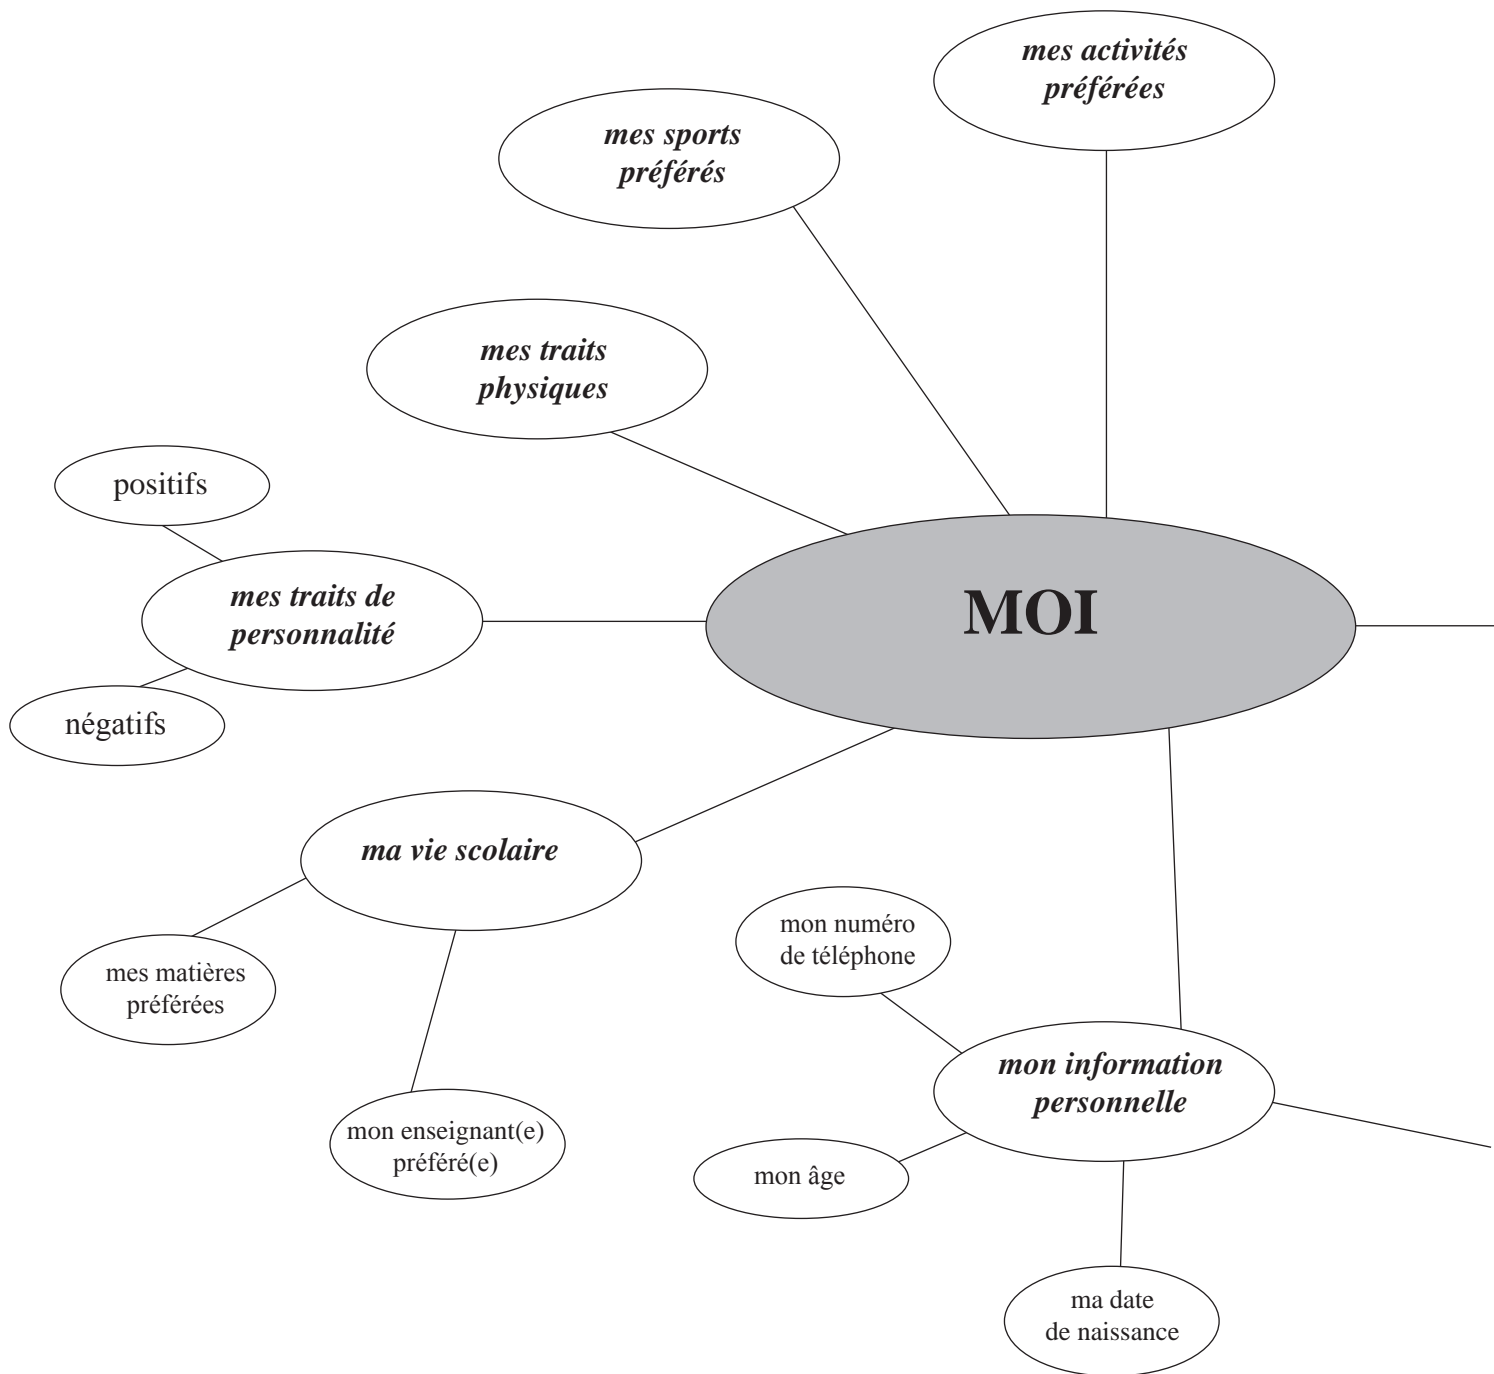 mes activités
préférées
mes sports
préférés
mes traits
physiques
positifs
mes traits de
personnalité
MOI
négatifs
ma vie scolaire
mon numéro
de téléphone
mes matières
préférées
mon information
personnelle
mon enseignant(e)
préféré(e)
mon âge
ma date
de naissance